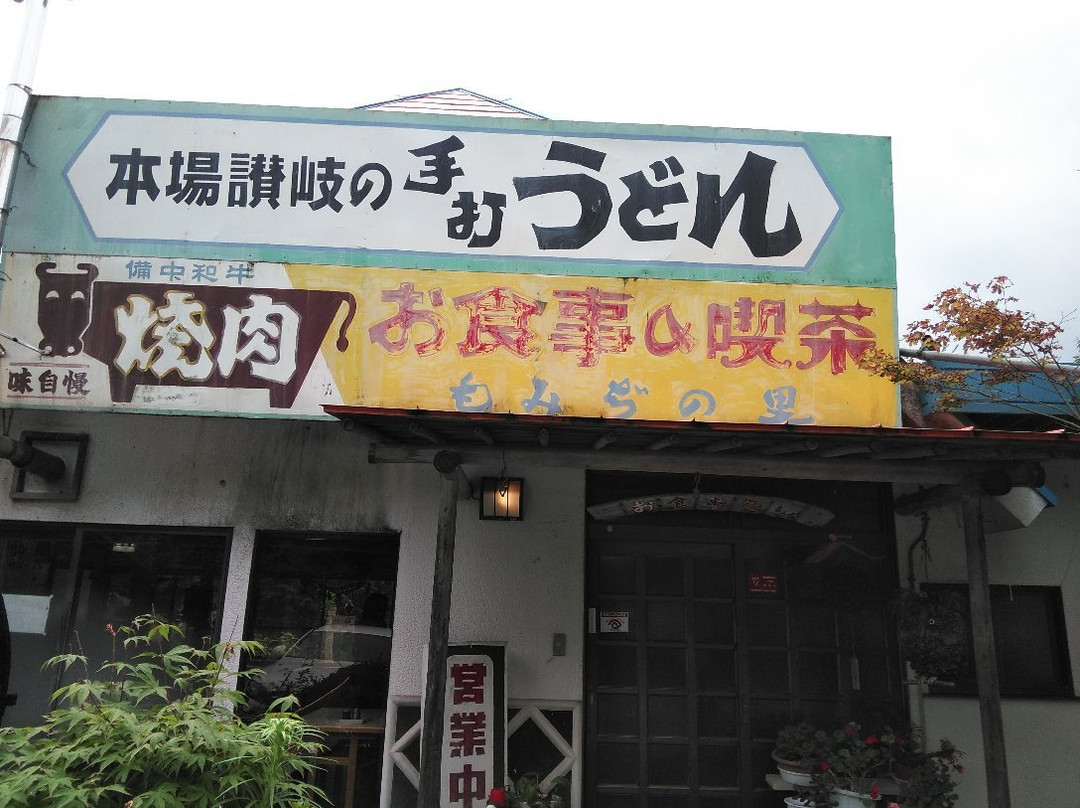 本場讃岐の手打うどん
備中和牛
焼肉
味自慢
お食事&喫茶
もみぢの里
営業中